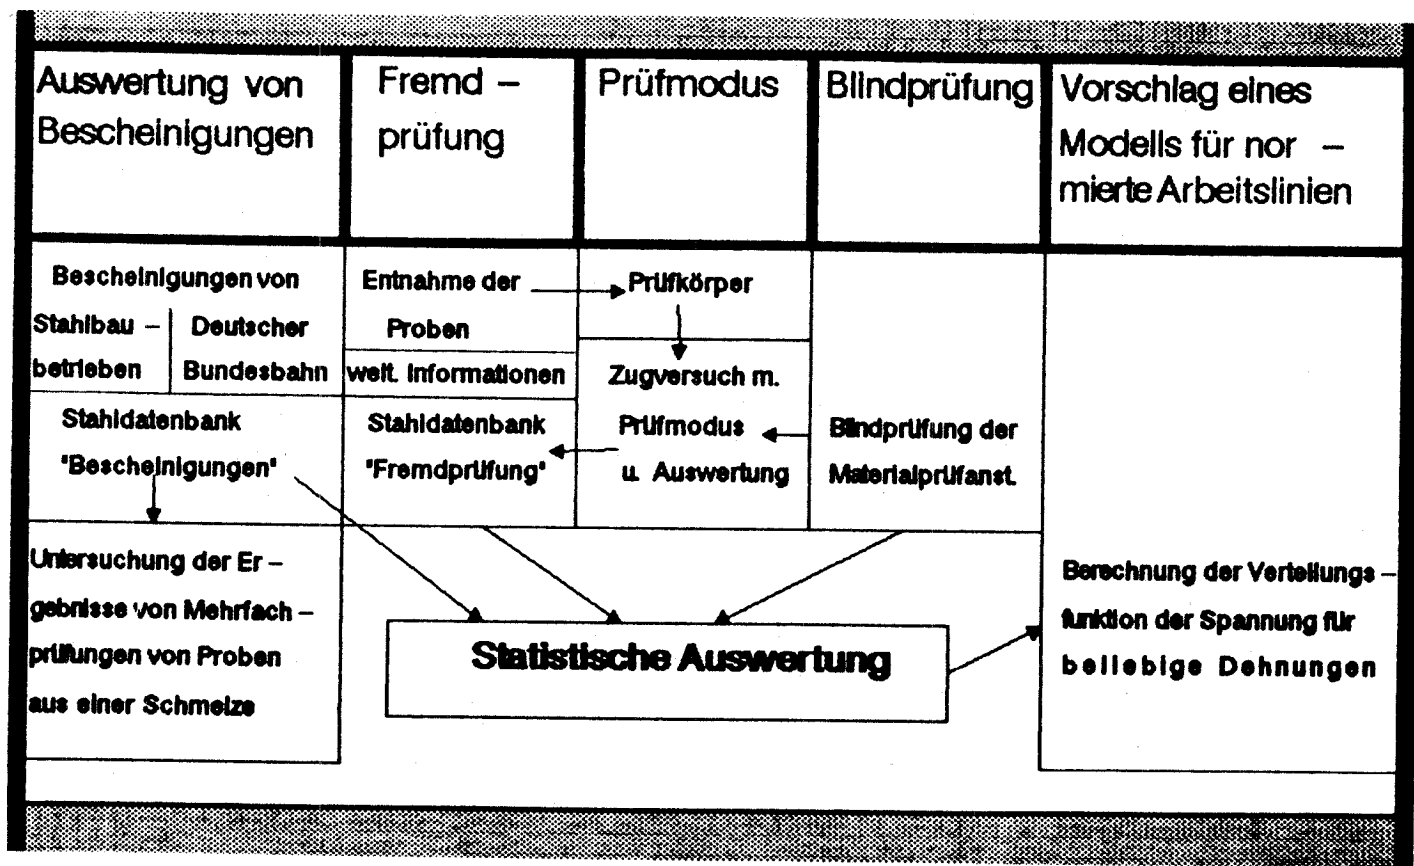 Auswertung von
Bescheinigungen
Fremd –
prüfung
Prüfmodus
Blindprüfung
Vorschlag eines
Modells für nor –
mierte Arbeitslinien
Bescheinigungen von
Stahlbau –
betrieben
Deutscher
Bundesbahn
Stahldatenbank
"Bescheinigungen"
Untersuchung der Er –
gebnisse von Mehrfach –
prüfungen von Proben
aus einer Schmelze
Entnahme der
Proben
weit. Informationen
Stahldatenbank
"Fremdprüfung"
Prüfkörper
Zugversuch m.
Prüfmodus
u. Auswertung
Blindprüfung der
Materialprüfanst.
Statistische Auswertung
Berechnung der Verteilungs –
funktion der Spannung für
beliebige Dehnungen